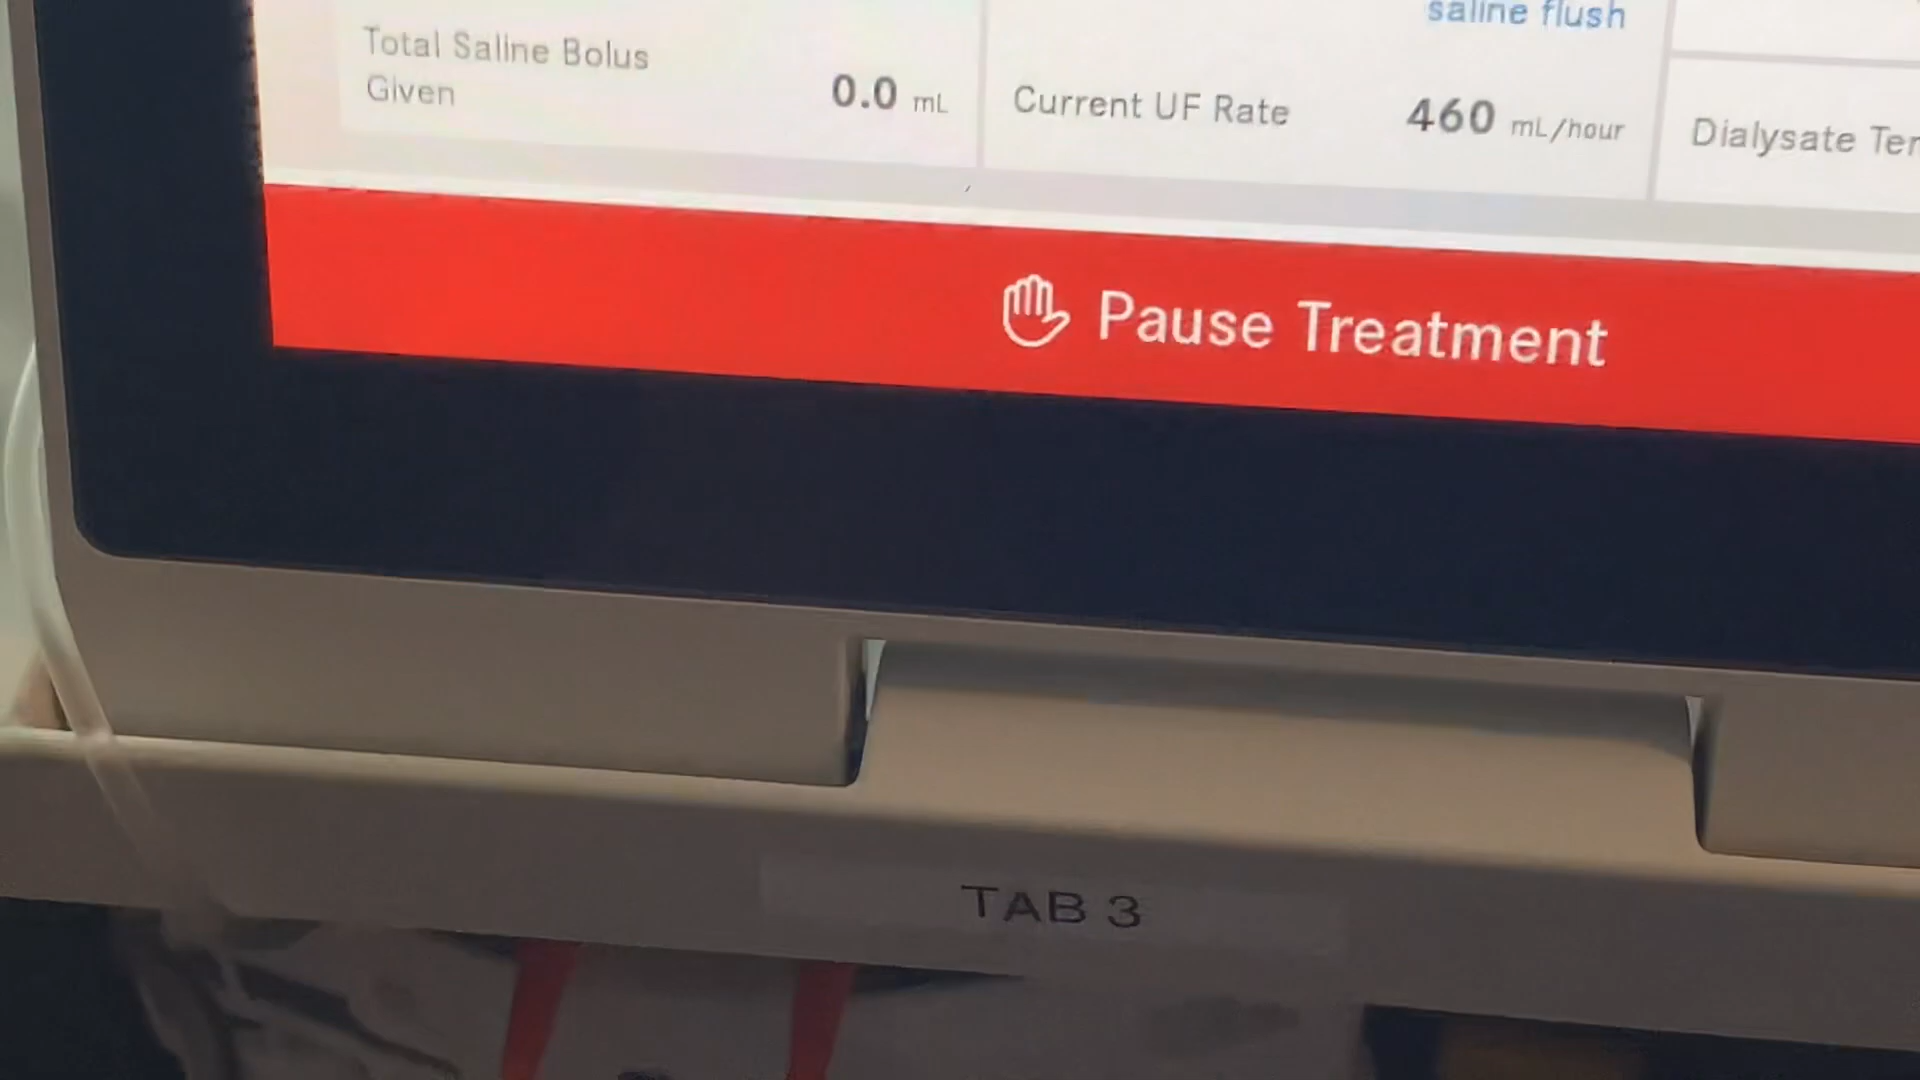 saline flush
Total Saline Bolus
Given
0.0 mL
Current UF Rate
460 mL/hour
Dialysate
Pause Treatment
TAB 3